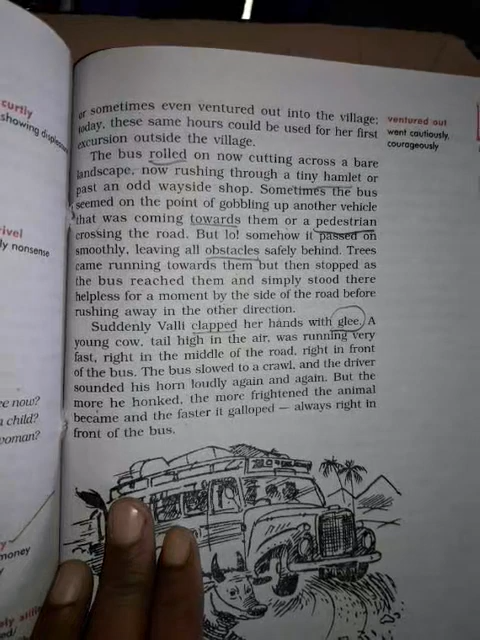 curtly
showing displeas
rivel
ly nonsense
re now?
a child?
woman?
money
or sometimes even ventured out into the village;
today, these same hours could be used for her first
excursion outside the village.
The bus rolled on now cutting across a bare
landscape, now rushing through a tiny hamlet or
past an odd wayside shop. Sometimes the bus
seemed on the point of gobbling up another vehicle
that was coming towards them or a pedestrian
crossing the road. But lo! somehow it passed on
smoothly, leaving all obstacles safely behind. Trees
came running towards them but then stopped as
the bus reached them and simply stood there
helpless for a moment by the side of the road before
rushing away in the other direction.
Suddenly Valli clapped her hands with glee. A
young cow, tail high in the air, was running very
fast, right in the middle of the road, right in front
of the bus. The bus slowed to a crawl, and the driver
sounded his horn loudly again and again. But the
more he honked, the more frightened the animal
became and the faster it galloped — always right in
front of the bus.
ventured out
went cautiously,
courageously